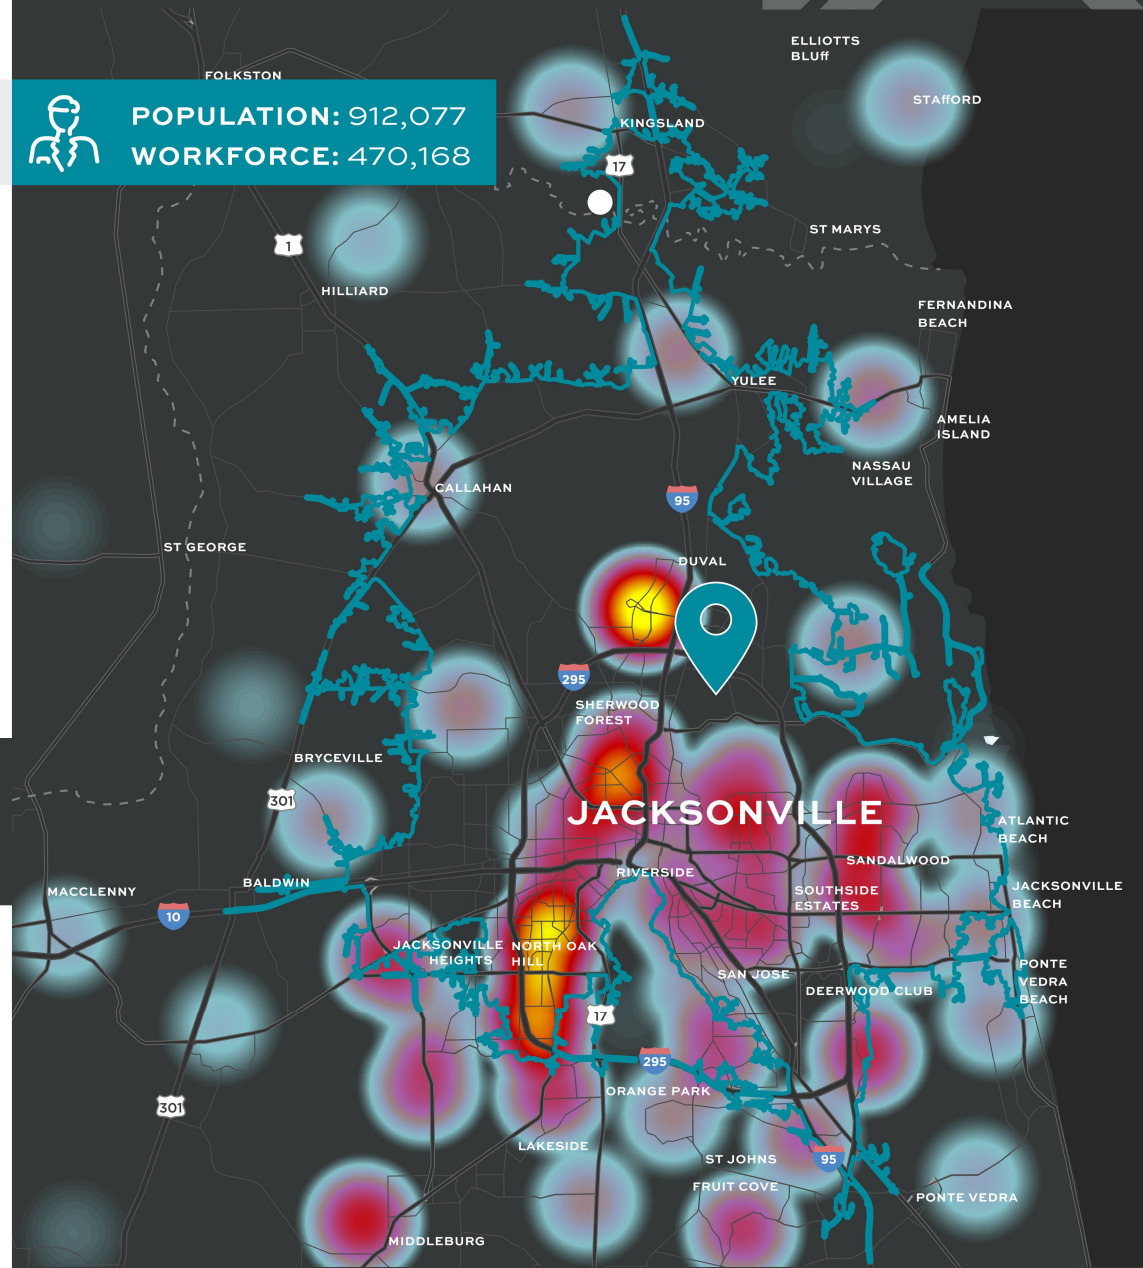 ELLIOTTS
BLUff
FOLKSTON
STAffORD
POPULATION: 912,077
WORKFORCE: 470,168
KINGSLAND
17
ST MARYS
1
HILLIARD
FERNANDINA
BEACH
YULEE
AMELIA
ISLAND
NASSAU
VILLAGE
CALLAHAN
95
ST GEORGE
DUVAL
295
SHERWOOD
FOREST
BRYCEVILLE
301
JACKSONVILLE
ATLANTIC
BEACH
SANDALWOOD
RIVERSIDE
BALDWIN
MACCLENNY
SOUTHSIDE
ESTATES
JACKSONVILLE
BEACH
10
JACKSONVILLE
HEIGHTS
NORTH OAK
HILL
SAN JOSE
PONTE
VEDRA
BEACH
DEERWOOD CLUB
17
295
ORANGE PARK
301
LAKESIDE
ST JOHNS
95
FRUIT COVE
PONTE VEDRA
MIDDLEBURG